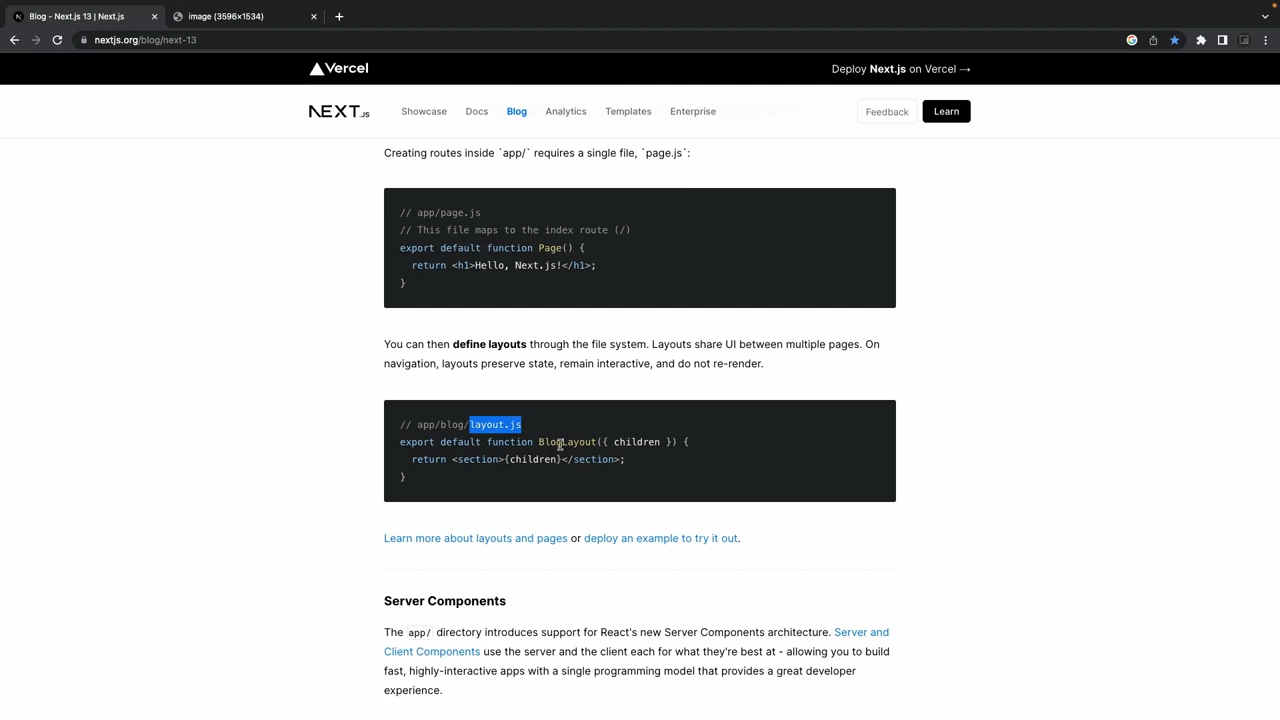 Blog - Next.js 13 | Next.js
image (3596×1534)
nextjs.org/blog/next-13
Vercel
Deploy Next.js on Vercel →
NEXT.JS
Showcase
Docs
Blog
Analytics
Templates
Enterprise
Feedback
Learn
Creating routes inside `app/` requires a single file, `page.js`:
// app/page.js
// This file maps to the index route (/)
export default function Page() {
  return <h1>Hello, Next.js!</h1>;
}
You can then define layouts through the file system. Layouts share UI between multiple pages. On
navigation, layouts preserve state, remain interactive, and do not re-render.
// app/blog/layout.js
export default function BlogLayout({ children }) {
  return <section>{children}</section>;
}
Learn more about layouts and pages or deploy an example to try it out.
Server Components
The app/ directory introduces support for React's new Server Components architecture. Server and
Client Components use the server and the client each for what they're best at - allowing you to build
fast, highly-interactive apps with a single programming model that provides a great developer
experience.